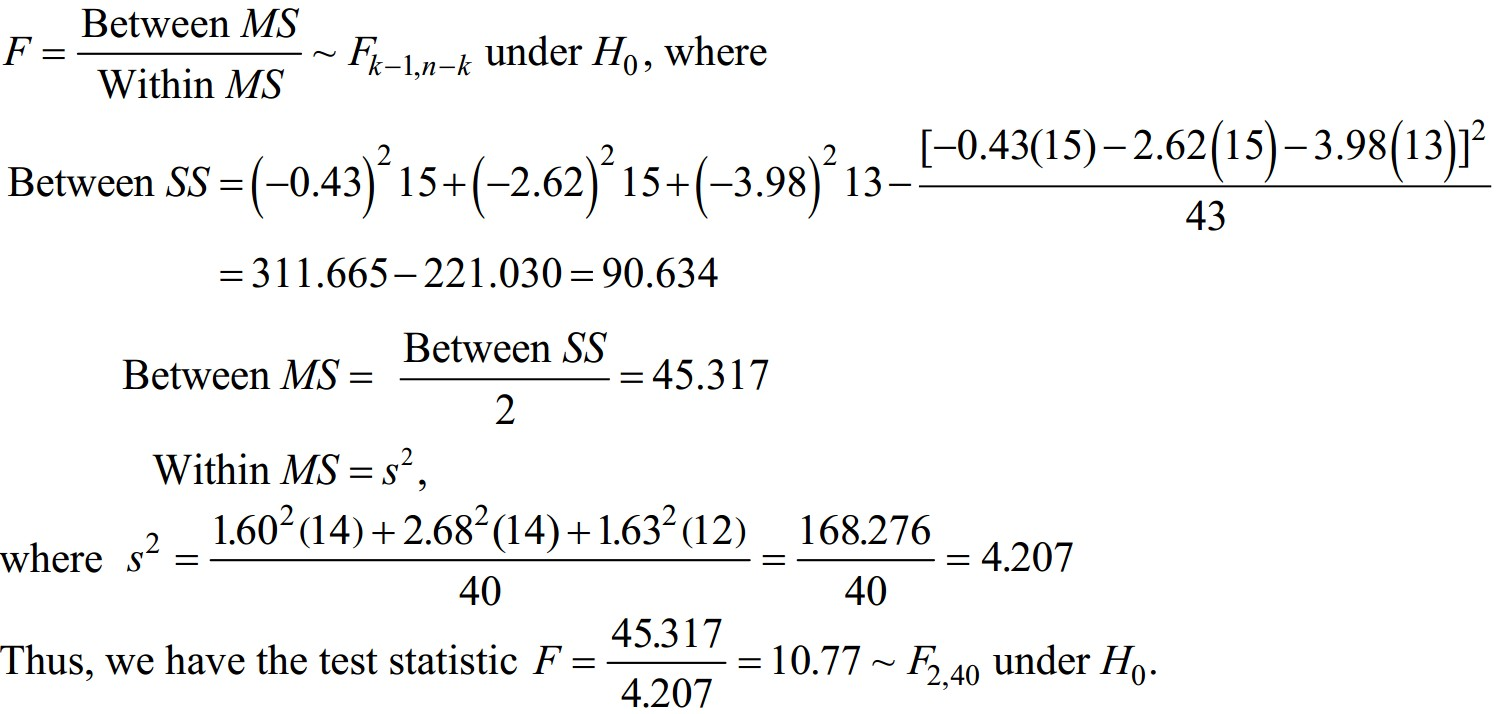 F = Between MS / Within MS ~ F_{k−1,n−k} under H_0, where
Between SS = (−0.43)^2 15 + (−2.62)^2 15 + (−3.98)^2 13 − [−0.43(15) − 2.62(15) − 3.98(13)]^2 / 43
= 311.665 − 221.030 = 90.634
Between MS = Between SS / 2 = 45.317
Within MS = s^2,
where s^2 = 1.60^2(14) + 2.68^2(14) + 1.63^2(12) / 40 = 168.276 / 40 = 4.207
Thus, we have the test statistic F = 45.317 / 4.207 = 10.77 ~ F_{2,40} under H_0.